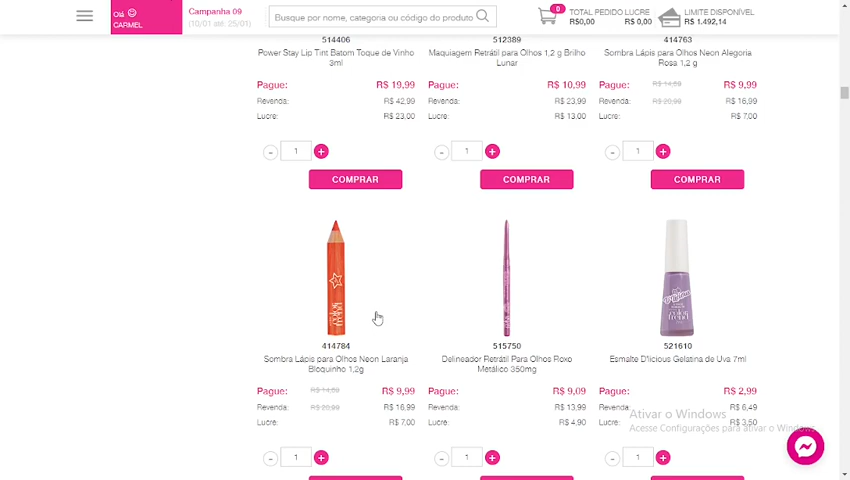 Olá
CARMEL
Campanha 09
(10/01 até: 25/01)
Busque por nome, categoria ou código do produto
0
TOTAL PEDIDO LUCRE
R$0,00 R$ 0,00
LIMITE DISPONÍVEL
R$ 1.492,14
514406
Power Stay Lip Tint Batom Toque de Vinho
3ml
Pague: R$ 19,99
Revenda: R$ 42,99
Lucre: R$ 23,00
- 1 +
COMPRAR
512389
Maquiagem Retrátil para Olhos 1,2 g Brilho
Lunar
Pague: R$ 10,99
Revenda: R$ 23,99
Lucre: R$ 13,00
- 1 +
COMPRAR
414763
Sombra Lápis para Olhos Neon Alegoria
Rosa 1,2 g
Pague: R$ 14,59 R$ 9,99
Revenda: R$ 20,99 R$ 16,99
Lucre: R$ 7,00
- 1 +
COMPRAR
color
trend
414784
Sombra Lápis para Olhos Neon Laranja
Bloquinho 1,2g
Pague: R$ 14,69 R$ 9,99
Revenda: R$ 20,99 R$ 16,99
Lucre: R$ 7,00
- 1 +
515750
Delineador Retrátil Para Olhos Roxo
Metálico 350mg
Pague: R$ 9,09
Revenda: R$ 13,99
Lucre: R$ 4,90
- 1 +
color
trend
521610
Esmalte D'licious Gelatina de Uva 7ml
Pague: R$ 2,99
Revenda: R$ 6,49
Lucre: R$ 3,50
- 1 +
Ativar o Windows
Acesse Configurações para ativar o Windows.